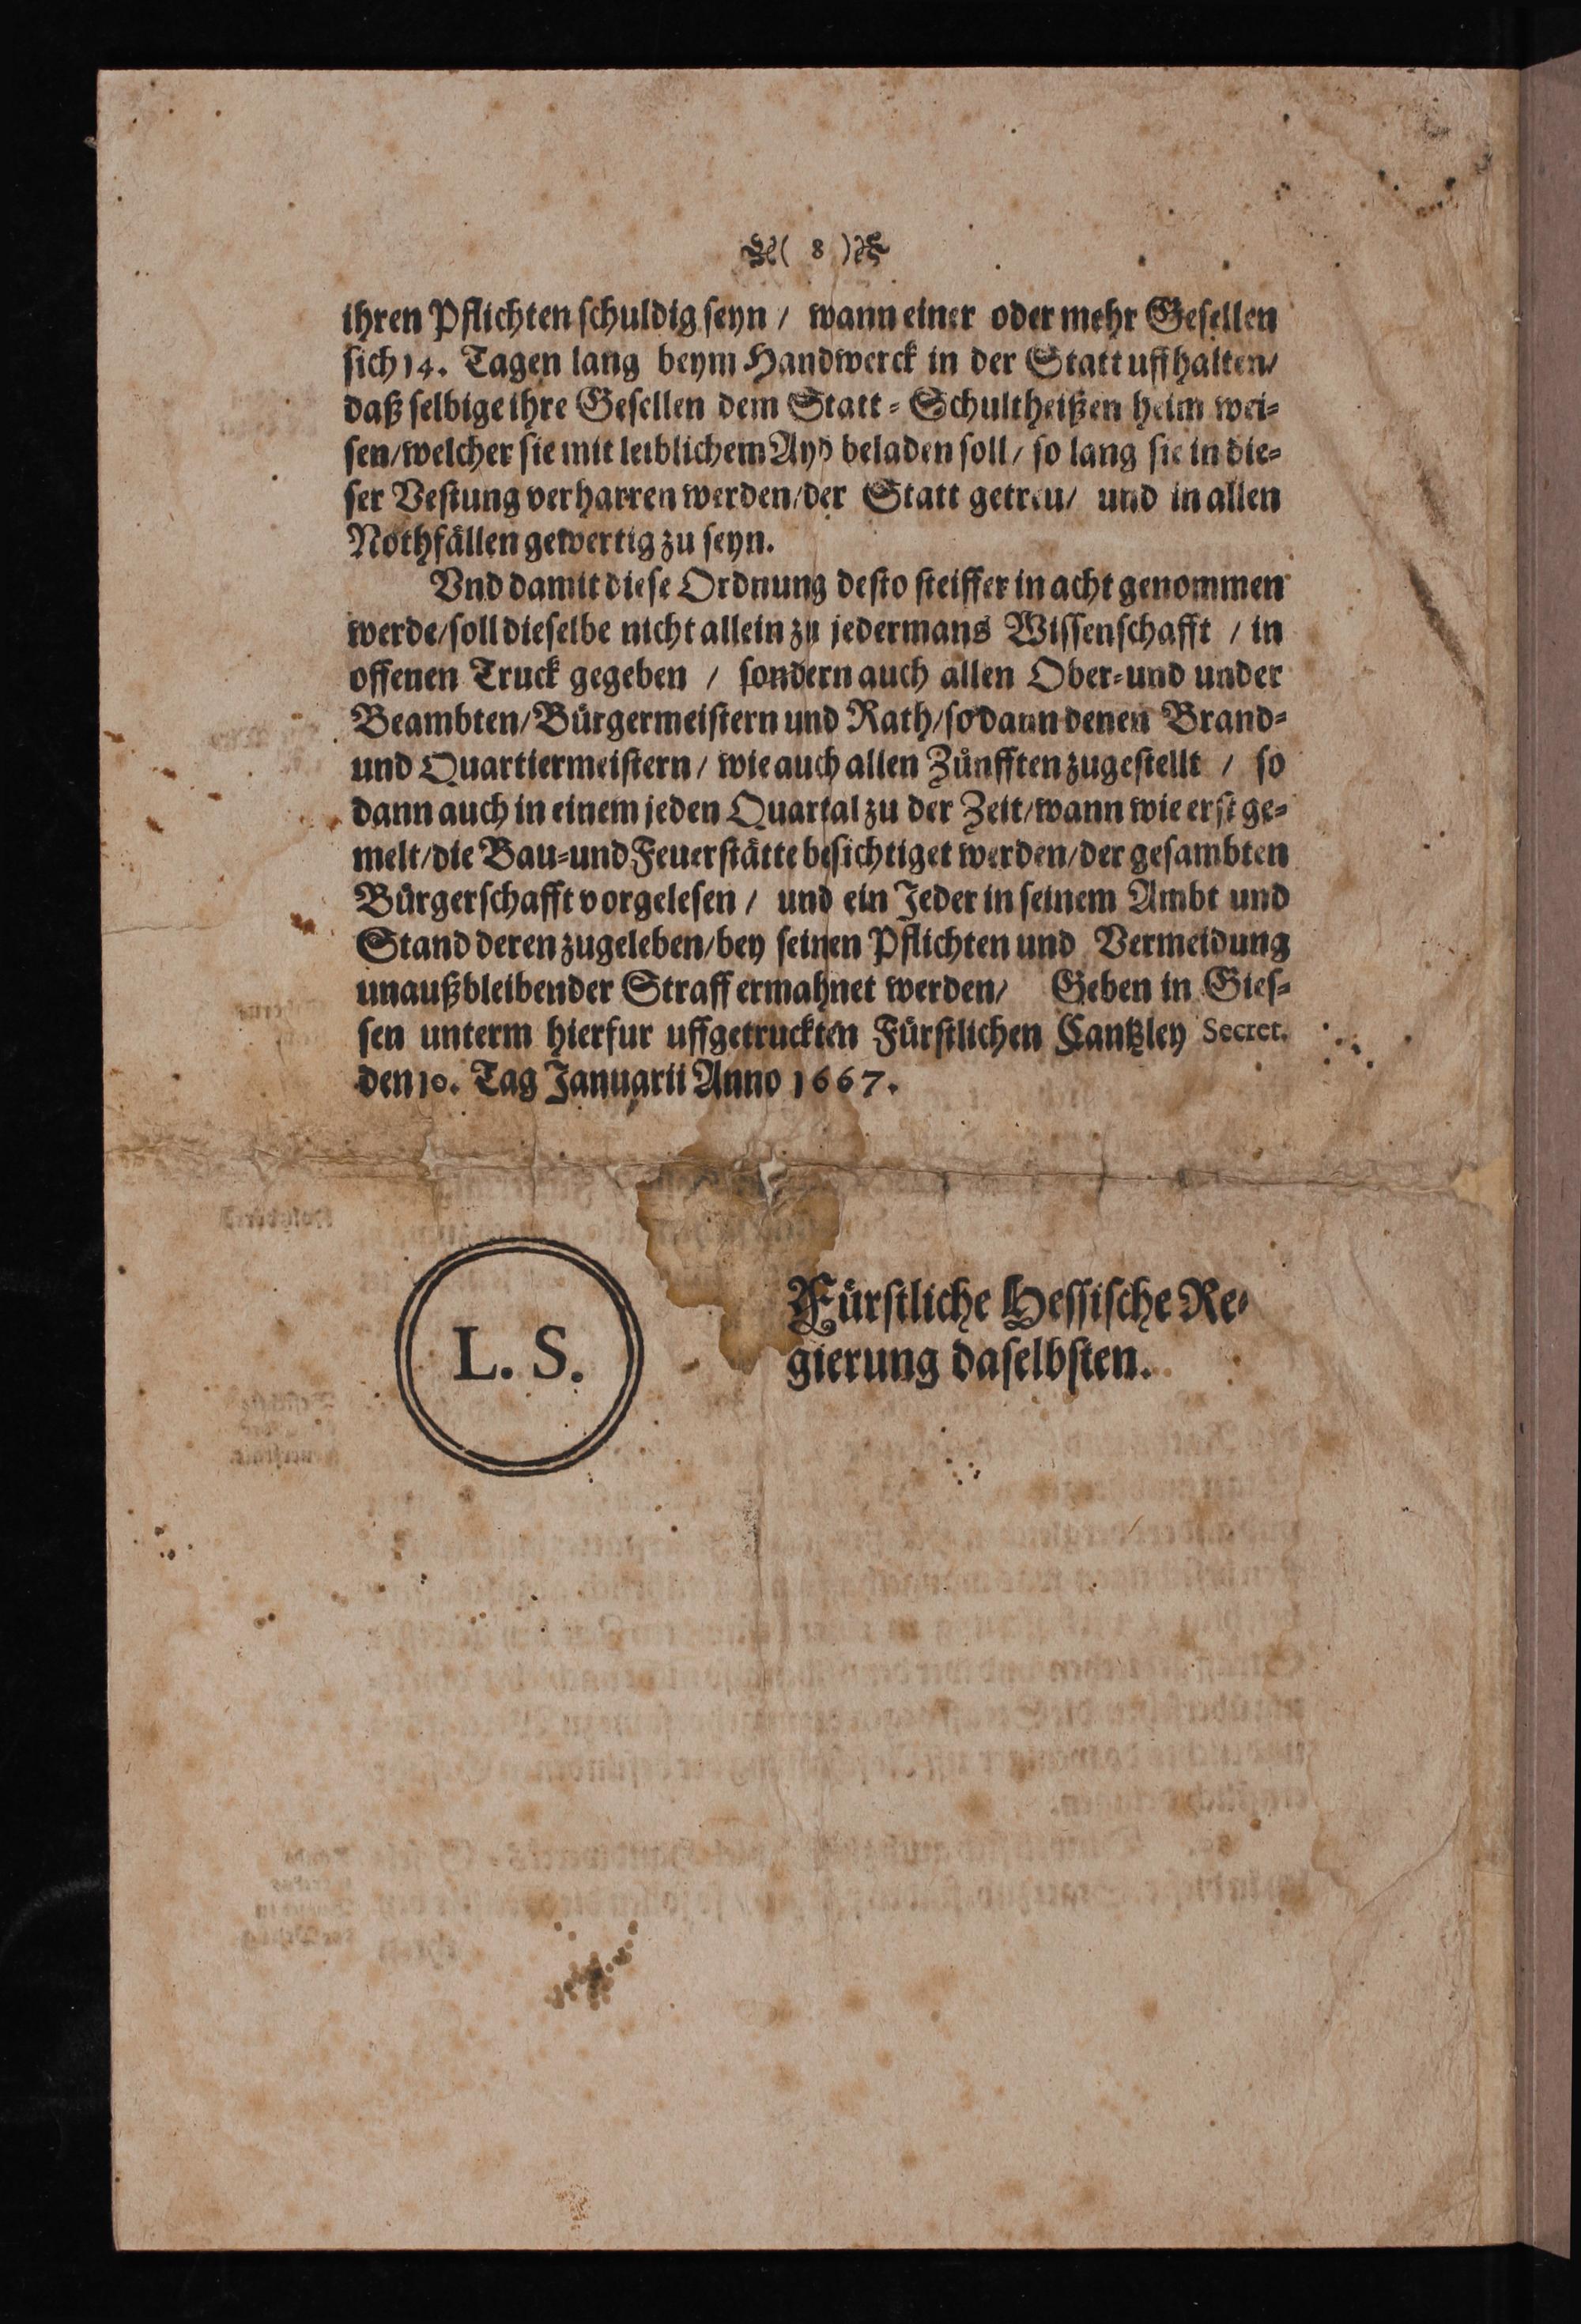 ( 8 )
ihren Pflichten schuldig seyn / wann einer oder mehr Gesellen
sich 14. Tagen lang beym Handwerck in der Statt uffhalten/
daß selbige ihre Gesellen dem Statt-Schultheißen heim wei-
sen/welcher sie mit leiblichem Ayd beladen soll/ so lang sie in die-
ser Vestung verharren werden/der Statt getreu/ und in allen
Nothfällen gewertig zu seyn.
Vnd damit diese Ordnung desto steiffer in acht genommen
werde/soll dieselbe nicht allein zu jedermans Wissenschafft / in
offenen Truck gegeben / sondern auch allen Ober-und under
Beambten/Bürgermeistern und Rath/so dann denen Brand-
und Quartiermeistern/ wie auch allen Zünfften zugestellt / so
dann auch in einem jeden Quartal zu der Zeit/wann wie erst ge-
melt/die Bau-und Feuerstätte besichtiget werden/der gesambten
Bürgerschafft vorgelesen / und ein Jeder in seinem Ambt und
Stand deren zugeleben/bey seinen Pflichten und Vermeidung
unaußbleibender Straff ermahnet werden/ Geben in Gies-
sen unterm hierfur uffgetruckten Fürstlichen Cantzley Secret.
den 10. Tag Januarii Anno 1667.
L. S.
Fürstliche Hessische Re-
gierung daselbsten.